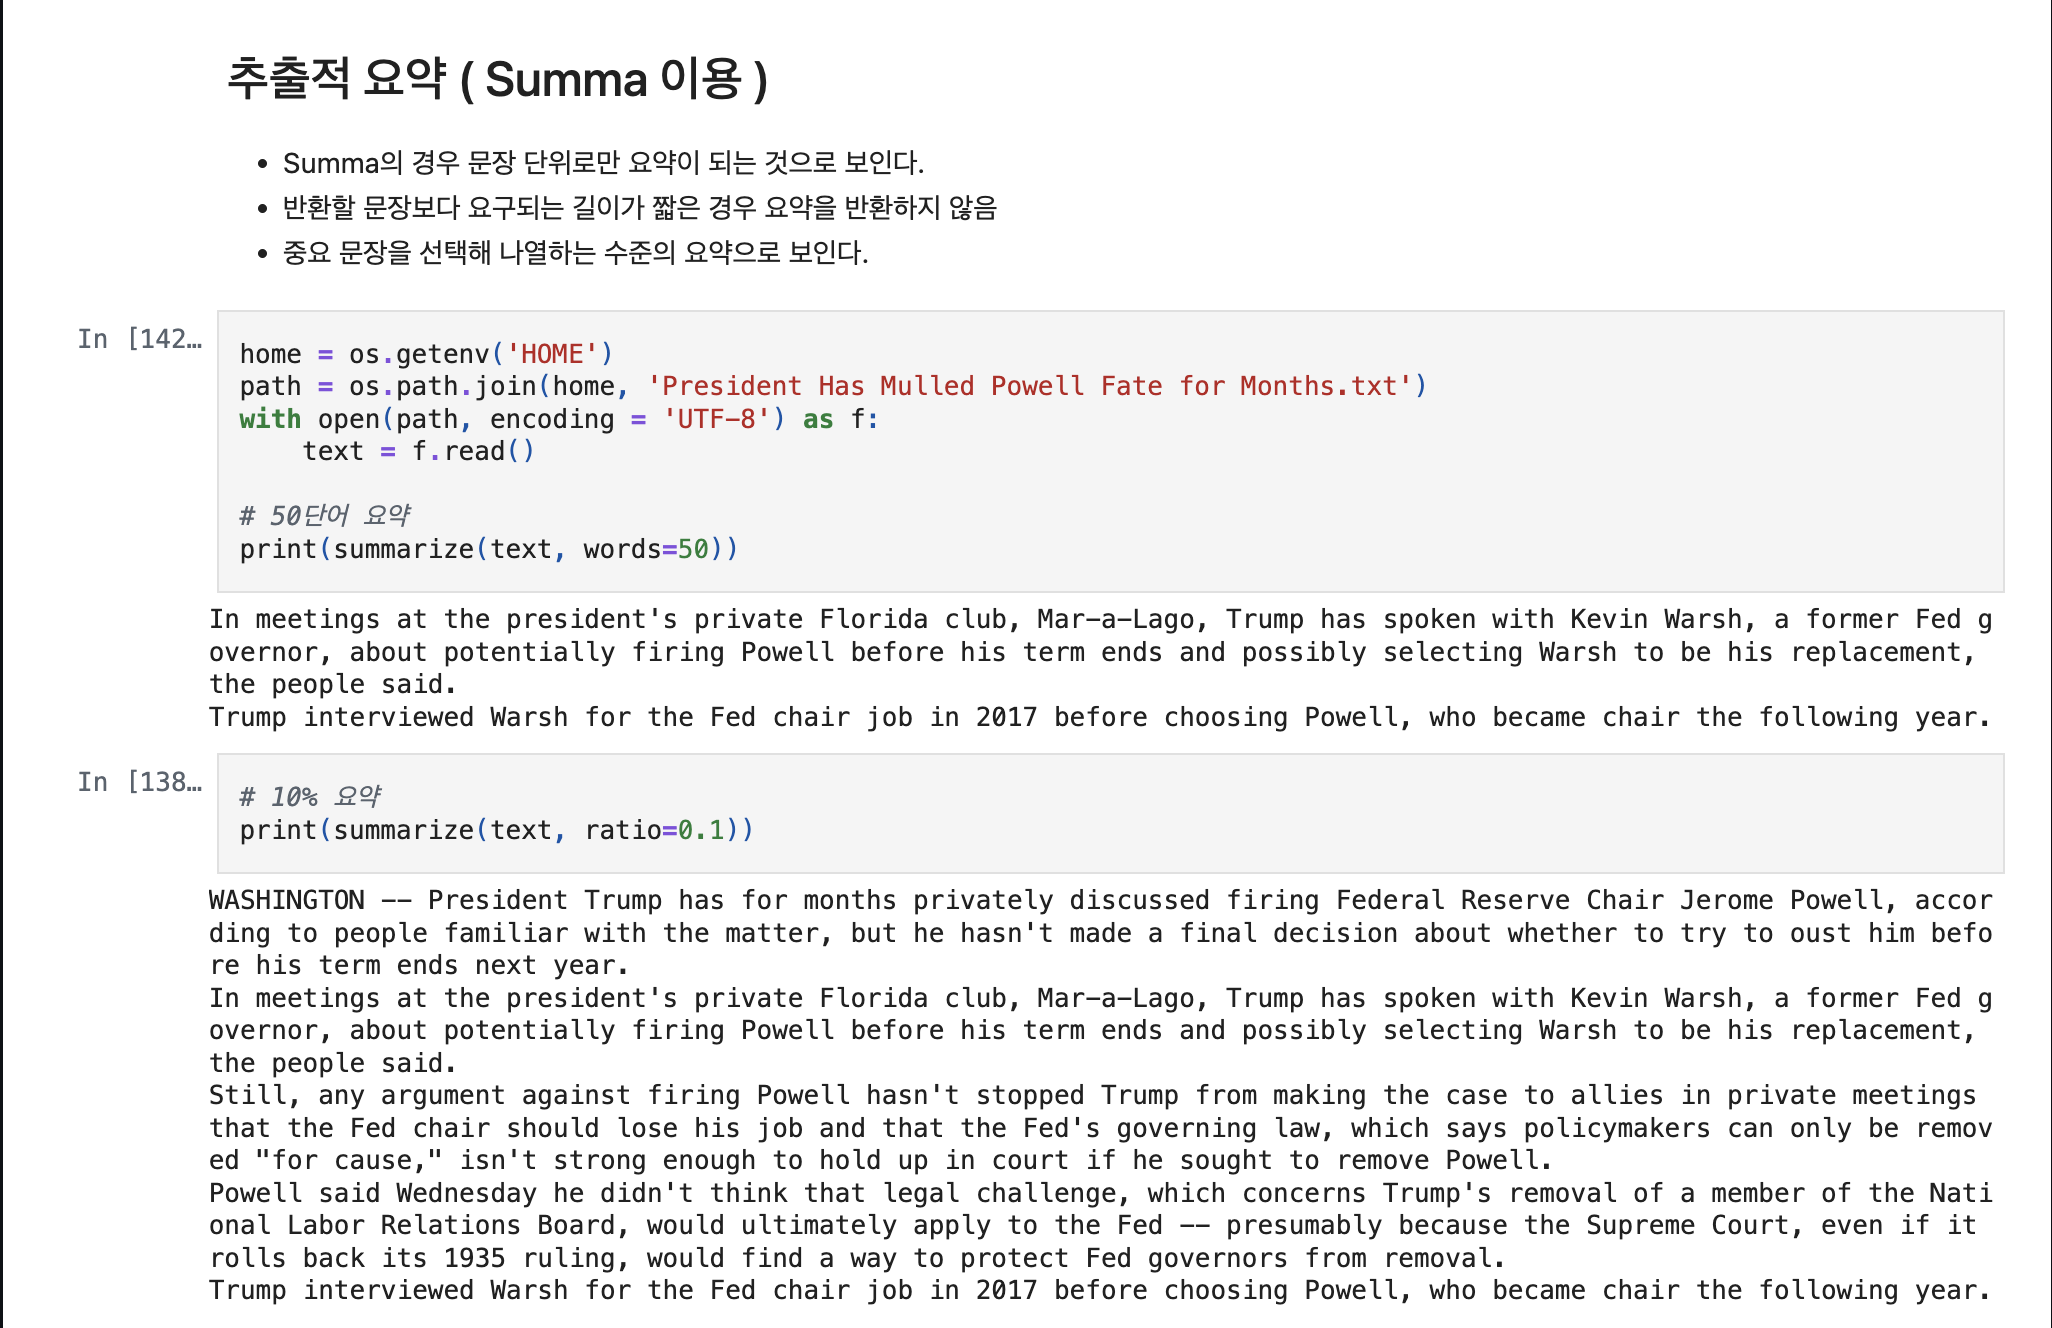 추출적 요약 ( Summa 이용 )
• Summa의 경우 문장 단위로만 요약이 되는 것으로 보인다.
• 반환할 문장보다 요구되는 길이가 짧은 경우 요약을 반환하지 않음
• 중요 문장을 선택해 나열하는 수준의 요약으로 보인다.
In [142…
home = os.getenv('HOME')
path = os.path.join(home, 'President Has Mulled Powell Fate for Months.txt')
with open(path, encoding = 'UTF-8') as f:
    text = f.read()

# 50단어 요약
print(summarize(text, words=50))
In meetings at the president's private Florida club, Mar-a-Lago, Trump has spoken with Kevin Warsh, a former Fed g
overnor, about potentially firing Powell before his term ends and possibly selecting Warsh to be his replacement,
the people said.
Trump interviewed Warsh for the Fed chair job in 2017 before choosing Powell, who became chair the following year.
In [138…
# 10% 요약
print(summarize(text, ratio=0.1))
WASHINGTON -- President Trump has for months privately discussed firing Federal Reserve Chair Jerome Powell, accor
ding to people familiar with the matter, but he hasn't made a final decision about whether to try to oust him befo
re his term ends next year.
In meetings at the president's private Florida club, Mar-a-Lago, Trump has spoken with Kevin Warsh, a former Fed g
overnor, about potentially firing Powell before his term ends and possibly selecting Warsh to be his replacement,
the people said.
Still, any argument against firing Powell hasn't stopped Trump from making the case to allies in private meetings
that the Fed chair should lose his job and that the Fed's governing law, which says policymakers can only be remov
ed "for cause," isn't strong enough to hold up in court if he sought to remove Powell.
Powell said Wednesday he didn't think that legal challenge, which concerns Trump's removal of a member of the Nati
onal Labor Relations Board, would ultimately apply to the Fed -- presumably because the Supreme Court, even if it
rolls back its 1935 ruling, would find a way to protect Fed governors from removal.
Trump interviewed Warsh for the Fed chair job in 2017 before choosing Powell, who became chair the following year.